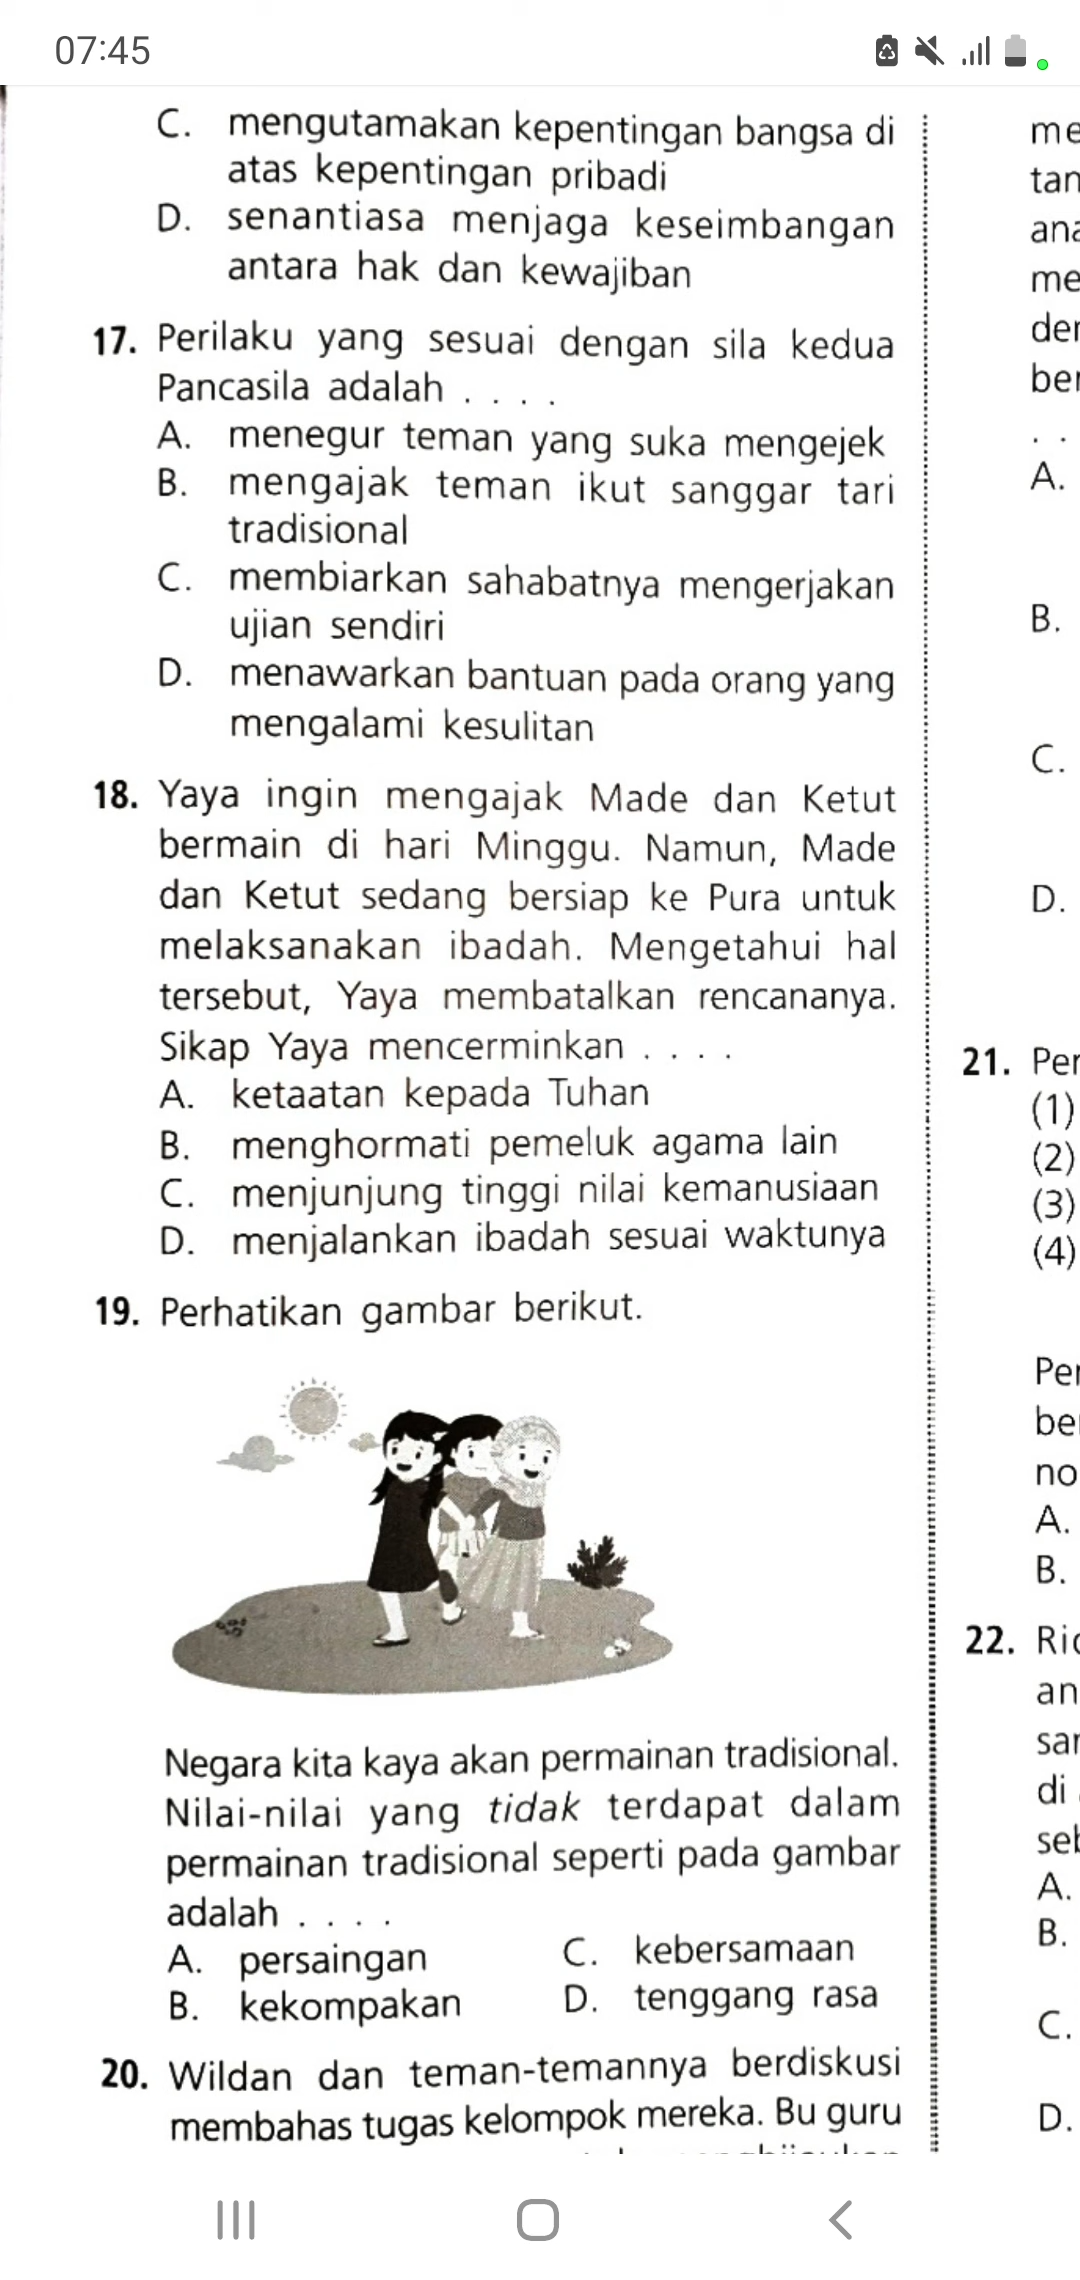 07:45
C. mengutamakan kepentingan bangsa di
atas kepentingan pribadi
D. senantiasa menjaga keseimbangan
antara hak dan kewajiban
17. Perilaku yang sesuai dengan sila kedua
Pancasila adalah . . . .
A. menegur teman yang suka mengejek
B. mengajak teman ikut sanggar tari
tradisional
C. membiarkan sahabatnya mengerjakan
ujian sendiri
D. menawarkan bantuan pada orang yang
mengalami kesulitan
18. Yaya ingin mengajak Made dan Ketut
bermain di hari Minggu. Namun, Made
dan Ketut sedang bersiap ke Pura untuk
melaksanakan ibadah. Mengetahui hal
tersebut, Yaya membatalkan rencananya.
Sikap Yaya mencerminkan . . . .
A. ketaatan kepada Tuhan
B. menghormati pemeluk agama lain
C. menjunjung tinggi nilai kemanusiaan
D. menjalankan ibadah sesuai waktunya
19. Perhatikan gambar berikut.
Negara kita kaya akan permainan tradisional.
Nilai-nilai yang tidak terdapat dalam
permainan tradisional seperti pada gambar
adalah . . . .
A. persaingan
C. kebersamaan
B. kekompakan
D. tenggang rasa
20. Wildan dan teman-temannya berdiskusi
membahas tugas kelompok mereka. Bu guru
. .
A.
B.
C.
D.
21.
(1)
(2)
(3)
(4)
A.
B.
22.
di
A.
B.
C.
D.